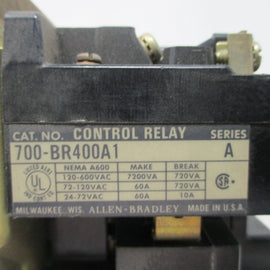 CAT. NO. CONTROL RELAY SERIES
700-BR400A1 A
NEMA A600 MAKE BREAK
120-600VAC 7200VA 720VA
72-120VAC 60A 720VA
24-72VAC 60A 10A
UL
MILWAUKEE WIS. ALLEN-BRADLEY MADE IN U.S.A.